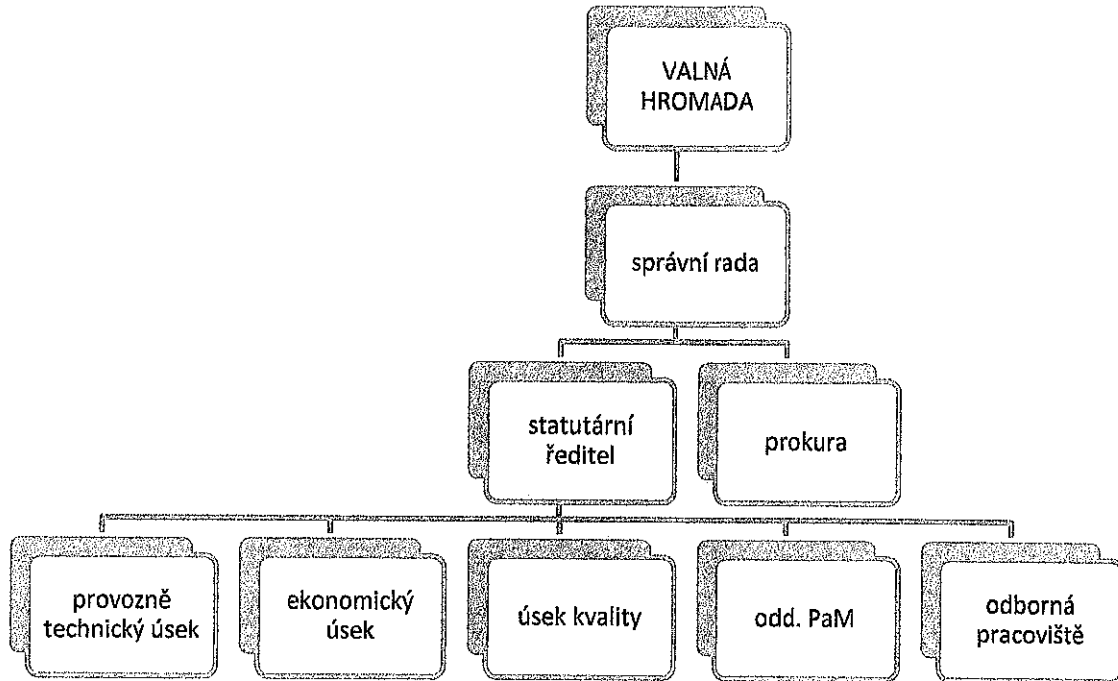 VALNÁ
HROMADA
správní rada
statutární
ředitel
prokura
provozně
technický úsek
ekonomický
úsek
úsek kvality
odd. PaM
odborná
pracoviště